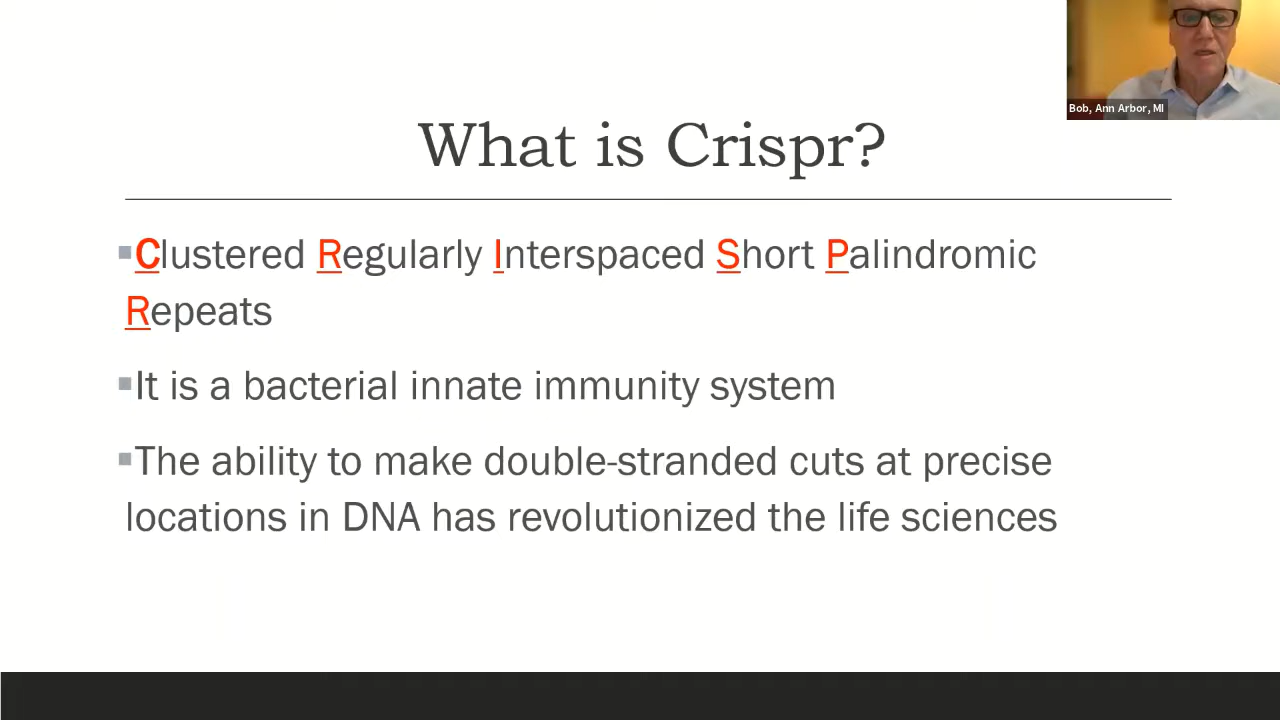 Bob, Ann Arbor, MI
What is Crispr?
Clustered Regularly Interspaced Short Palindromic
Repeats
It is a bacterial innate immunity system
The ability to make double-stranded cuts at precise
locations in DNA has revolutionized the life sciences